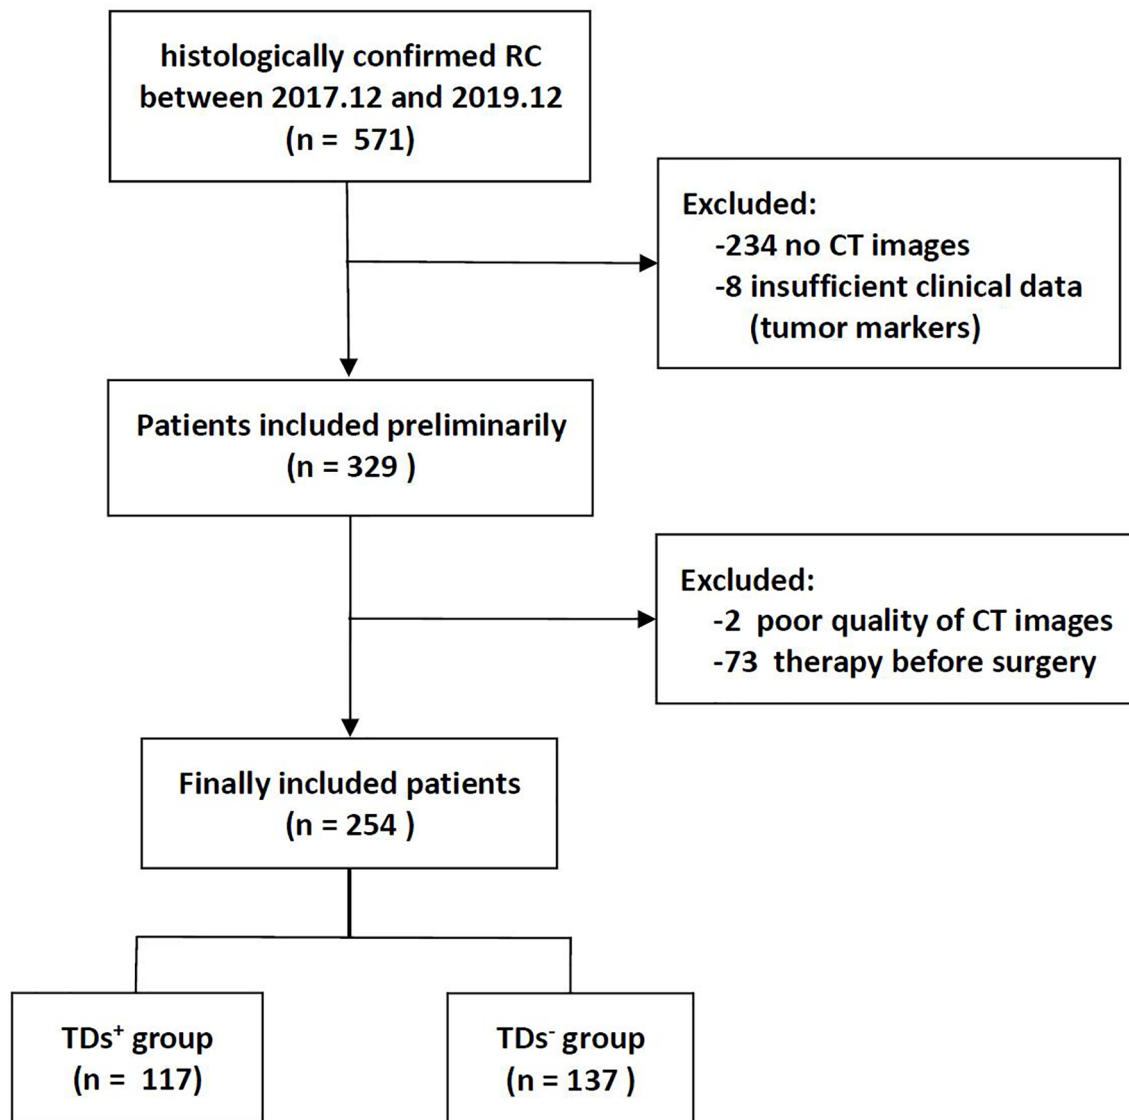 histologically confirmed RC
between 2017.12 and 2019.12
(n =  571)
Excluded:
-234 no CT images
-8 insufficient clinical data
(tumor markers)
Patients included preliminarily
(n = 329 )
Excluded:
-2  poor quality of CT images
-73  therapy before surgery
Finally included patients
(n = 254 )
TDs⁺ group
(n =  117)
TDs⁻ group
(n = 137 )